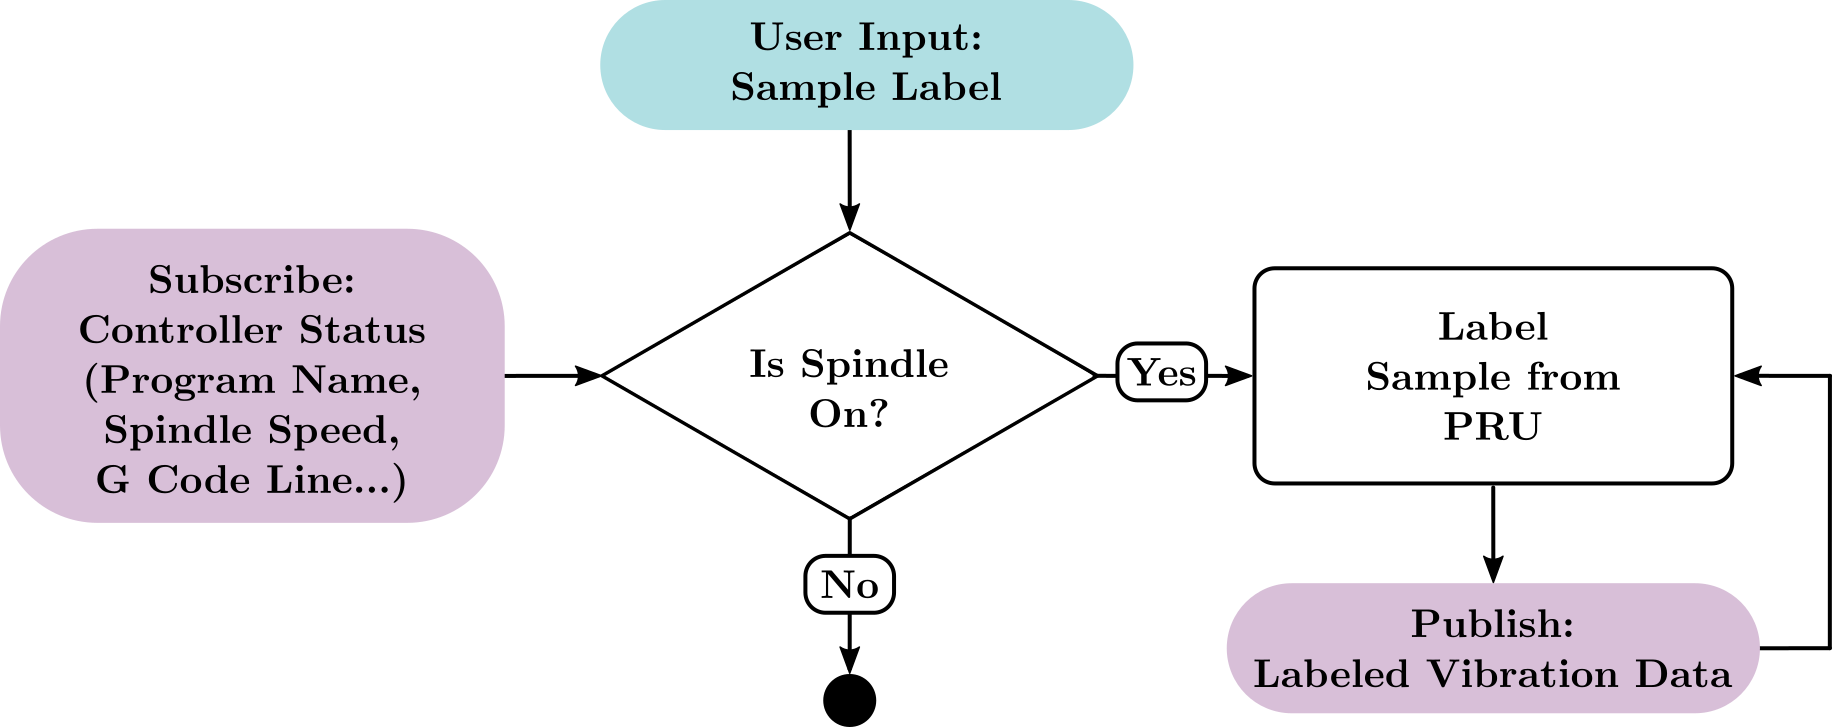 User Input:
Sample Label
Subscribe:
Controller Status
(Program Name,
Spindle Speed,
G Code Line...)
Is Spindle
On?
Yes
Label
Sample from
PRU
No
Publish:
Labeled Vibration Data